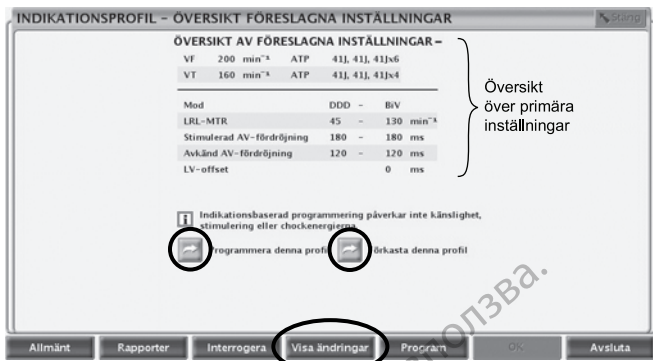 INDIKATIONSPROFIL – ÖVERSIKT FÖRESLAGNA INSTÄLLNINGAR Stäng
ÖVERSIKT AV FÖRESLAGNA INSTÄLLNINGAR –
VF 200 min⁻¹ ATP 41J, 41J, 41Jx6
VT 160 min⁻¹ ATP 41J, 41J, 41Jx4
Mod DDD - BiV
LRL-MTR 45 - 130 min⁻¹
Stimulerad AV-fördröjning 180 - 180 ms
Avkänd AV-fördröjning 120 - 120 ms
LV-offset 0 ms
Översikt
över primära
inställningar
i Indikationsbaserad programmering påverkar inte känslighet,
stimulering eller chockenergierna.
Programmera denna profil
örkasta denna profil
Allmänt Rapporter Interrogera Visa ändringar Program OK Avsluta